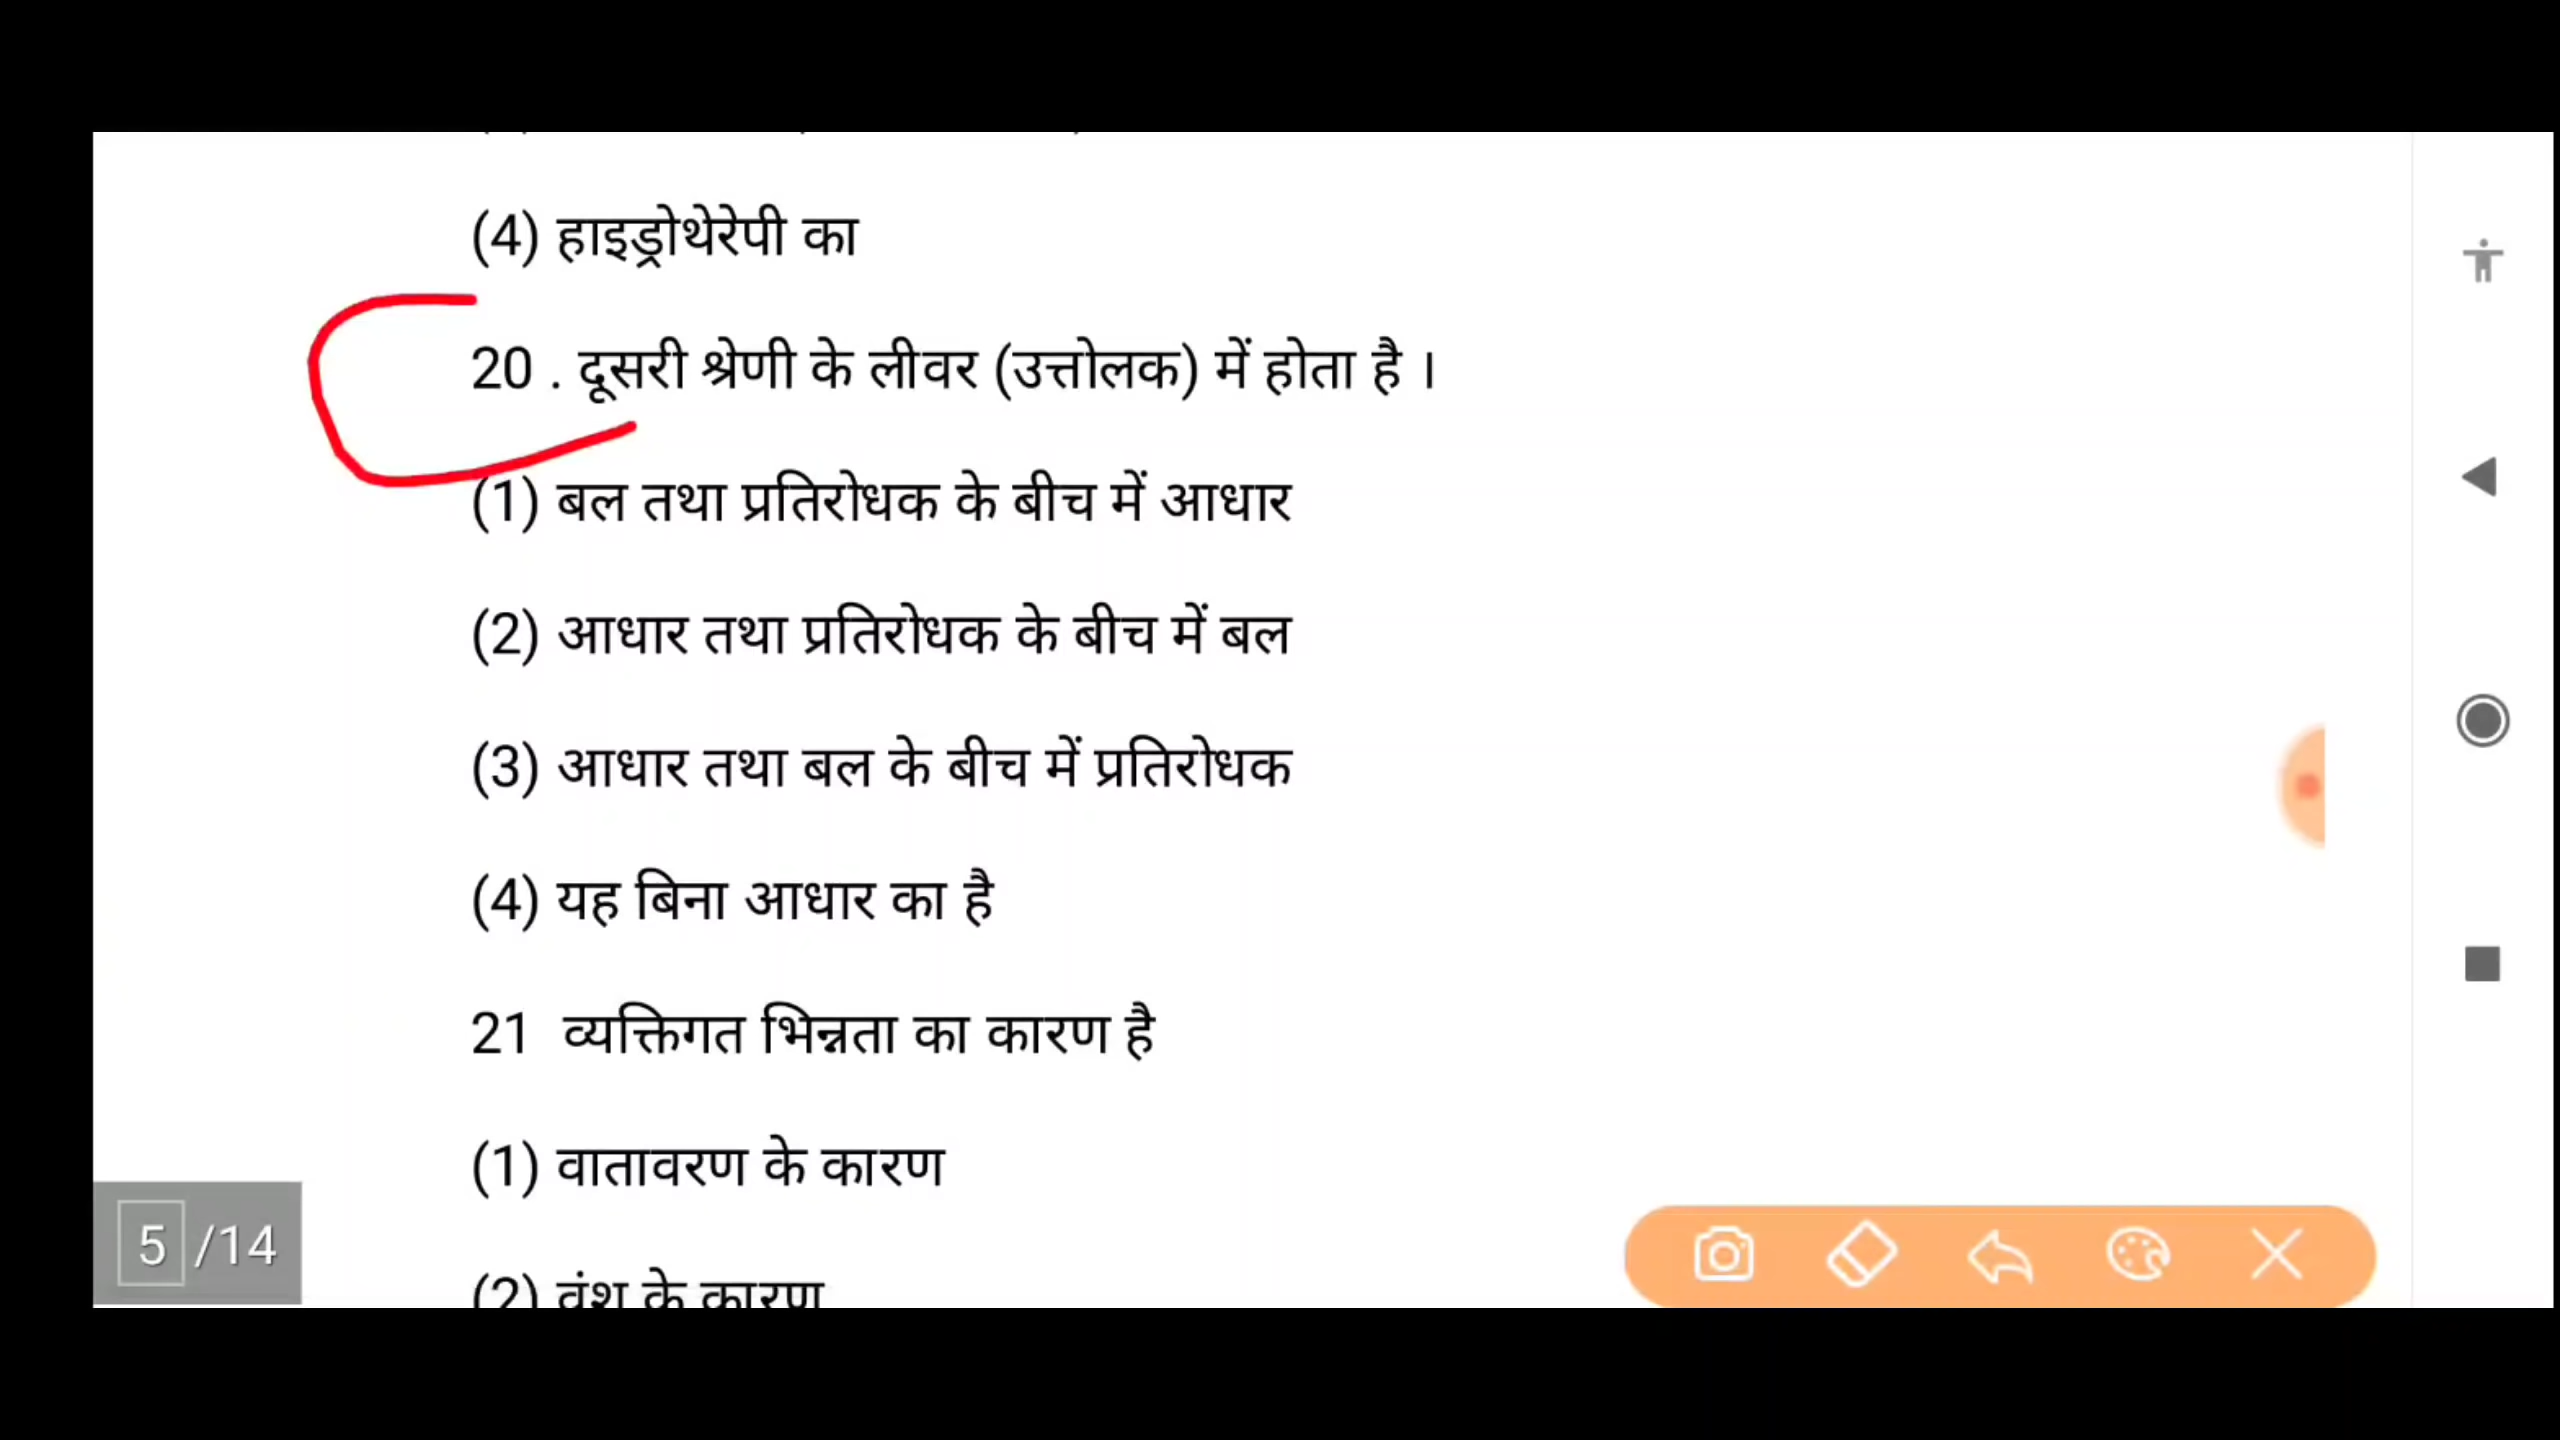 (4) हाइड्रोथेरेपी का
20 . दूसरी श्रेणी के लीवर (उत्तोलक) में होता है ।
(1) बल तथा प्रतिरोधक के बीच में आधार
(2) आधार तथा प्रतिरोधक के बीच में बल
(3) आधार तथा बल के बीच में प्रतिरोधक
(4) यह बिना आधार का है
21 व्यक्तिगत भिन्नता का कारण है
(1) वातावरण के कारण
(2) वंश के कारण
5 /14